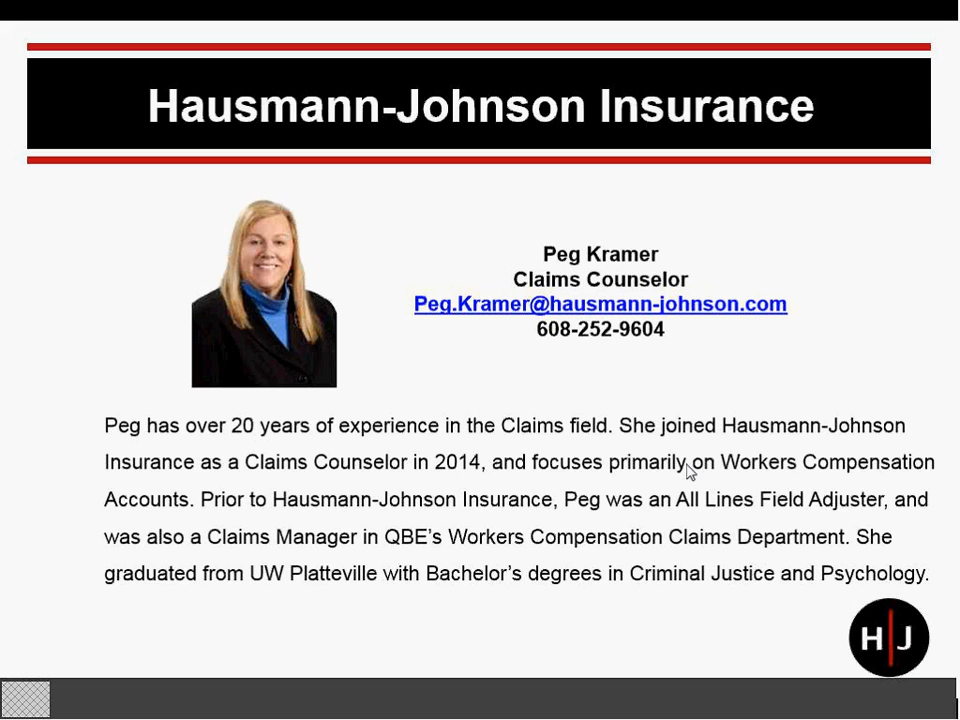 Hausmann-Johnson Insurance
Peg Kramer
Claims Counselor
Peg.Kramer@hausmann-johnson.com
608-252-9604
Peg has over 20 years of experience in the Claims field. She joined Hausmann-Johnson
Insurance as a Claims Counselor in 2014, and focuses primarily on Workers Compensation
Accounts. Prior to Hausmann-Johnson Insurance, Peg was an All Lines Field Adjuster, and
was also a Claims Manager in QBE’s Workers Compensation Claims Department. She
graduated from UW Platteville with Bachelor’s degrees in Criminal Justice and Psychology.
H J